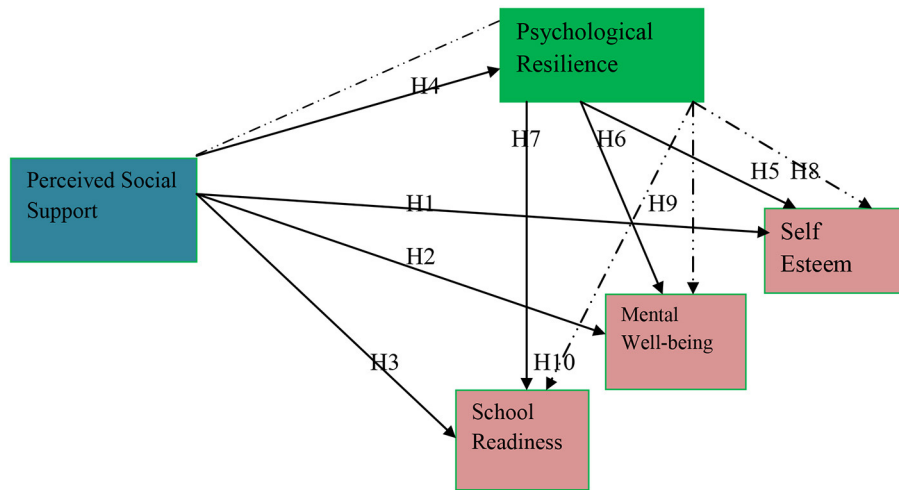 Psychological
Resilience
H4
H7
H6
Perceived Social
Support
H5
H8
H1
H9
Self
Esteem
H2
Mental
Well-being
H3
H10
School
Readiness